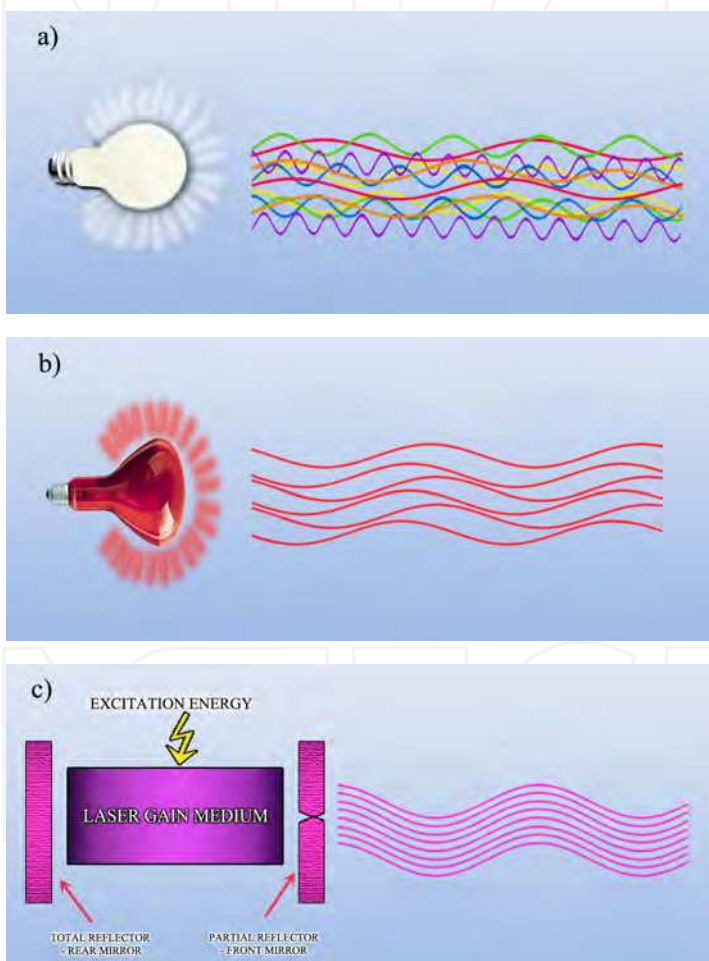 a)
b)
c)
EXCITATION ENERGY
LASER GAIN MEDIUM
TOTAL REFLECTOR
- REAR MIRROR
PARTIAL REFLECTOR
- FRONT MIRROR